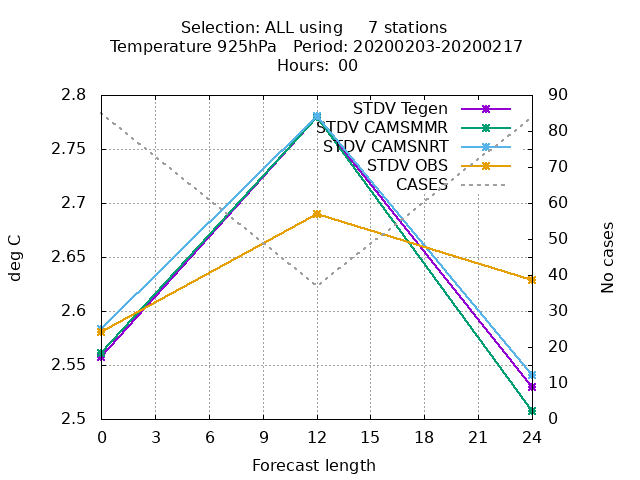 Selection: ALL using     7 stations
Temperature 925hPa   Period: 20200203-20200217
Hours: 00
2.8
2.75
2.7
2.65
2.6
2.55
2.5
deg C
90
80
70
60
50
40
30
20
10
0
No cases
STDV Tegen
STDV CAMSMMR
STDV CAMSNRT
STDV OBS
CASES
0 3 6 9 12 15 18 21 24
Forecast length